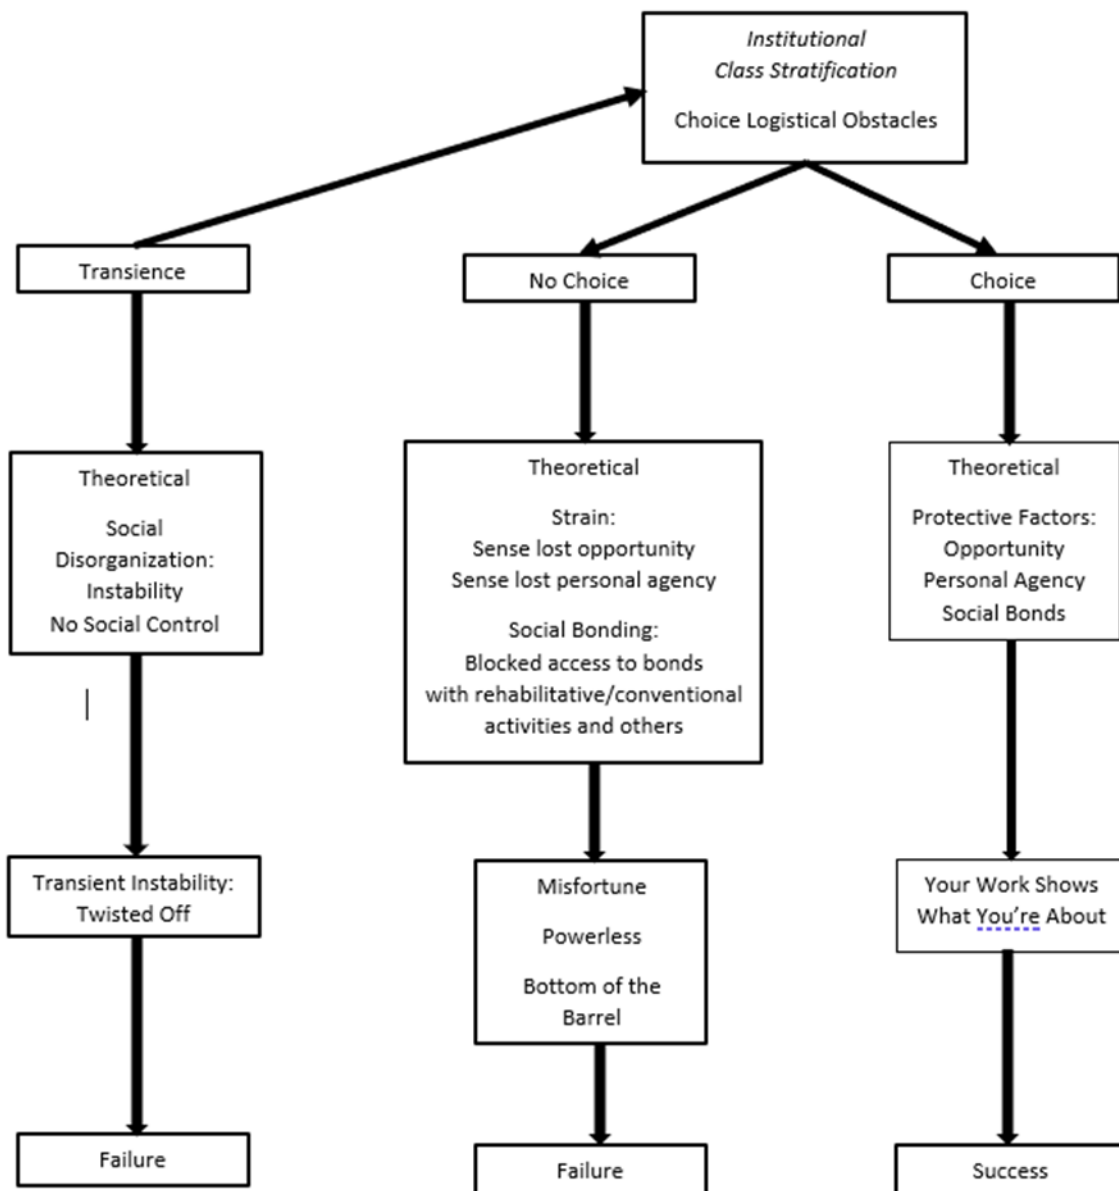 Institutional
Class Stratification
Choice Logistical Obstacles
Transience
No Choice
Choice
Theoretical
Social
Disorganization:
Instability
No Social Control
Theoretical
Strain:
Sense lost opportunity
Sense lost personal agency
Social Bonding:
Blocked access to bonds
with rehabilitative/conventional
activities and others
Theoretical
Protective Factors:
Opportunity
Personal Agency
Social Bonds
Transient Instability:
Twisted Off
Misfortune
Powerless
Bottom of the
Barrel
Your Work Shows
What You’re About
Failure
Failure
Success